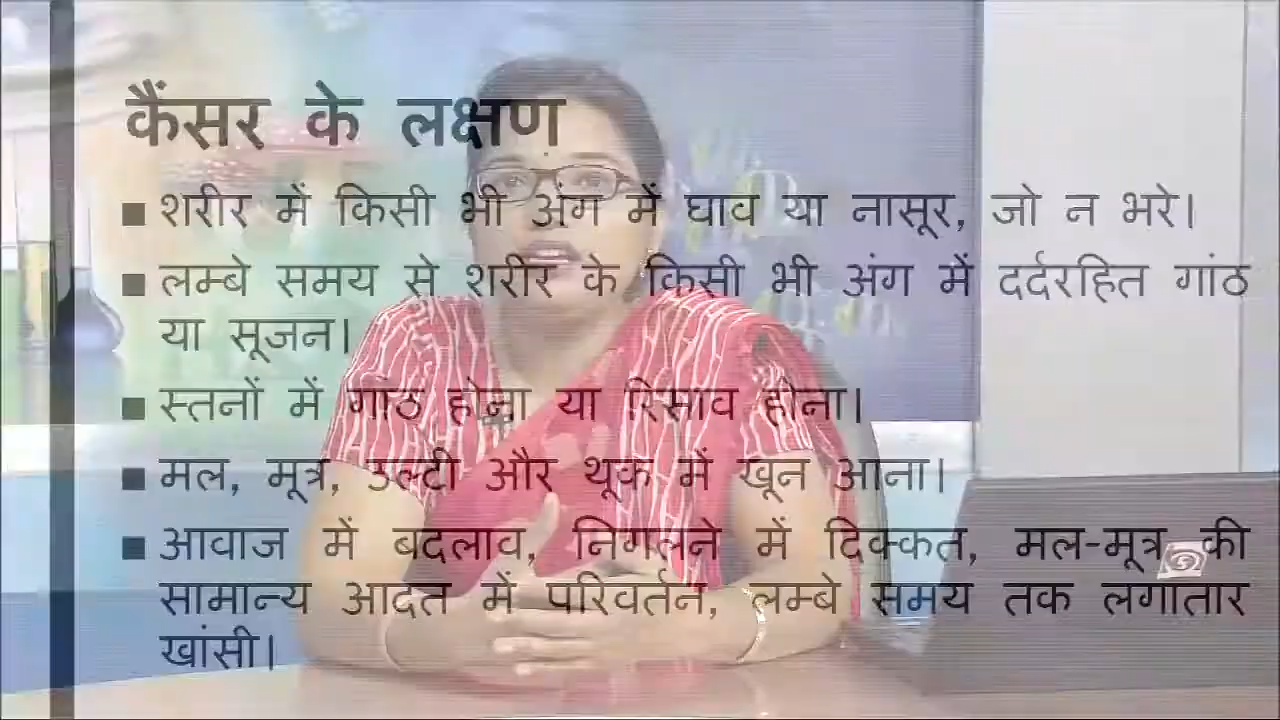 कैंसर के लक्षण
शरीर में किसी भी अंग में घाव या नासूर, जो न भरे।
लम्बे समय से शरीर के किसी भी अंग में दर्दरहित गांठ
या सूजन।
स्तनों में गांठ होना या रिसाव होना।
मल, मूत्र, उल्टी और थूक में खून आना।
आवाज में बदलाव, निगलने में दिक्कत, मल-मूत्र की
सामान्य आदत में परिवर्तन, लम्बे समय तक लगातार
खांसी।